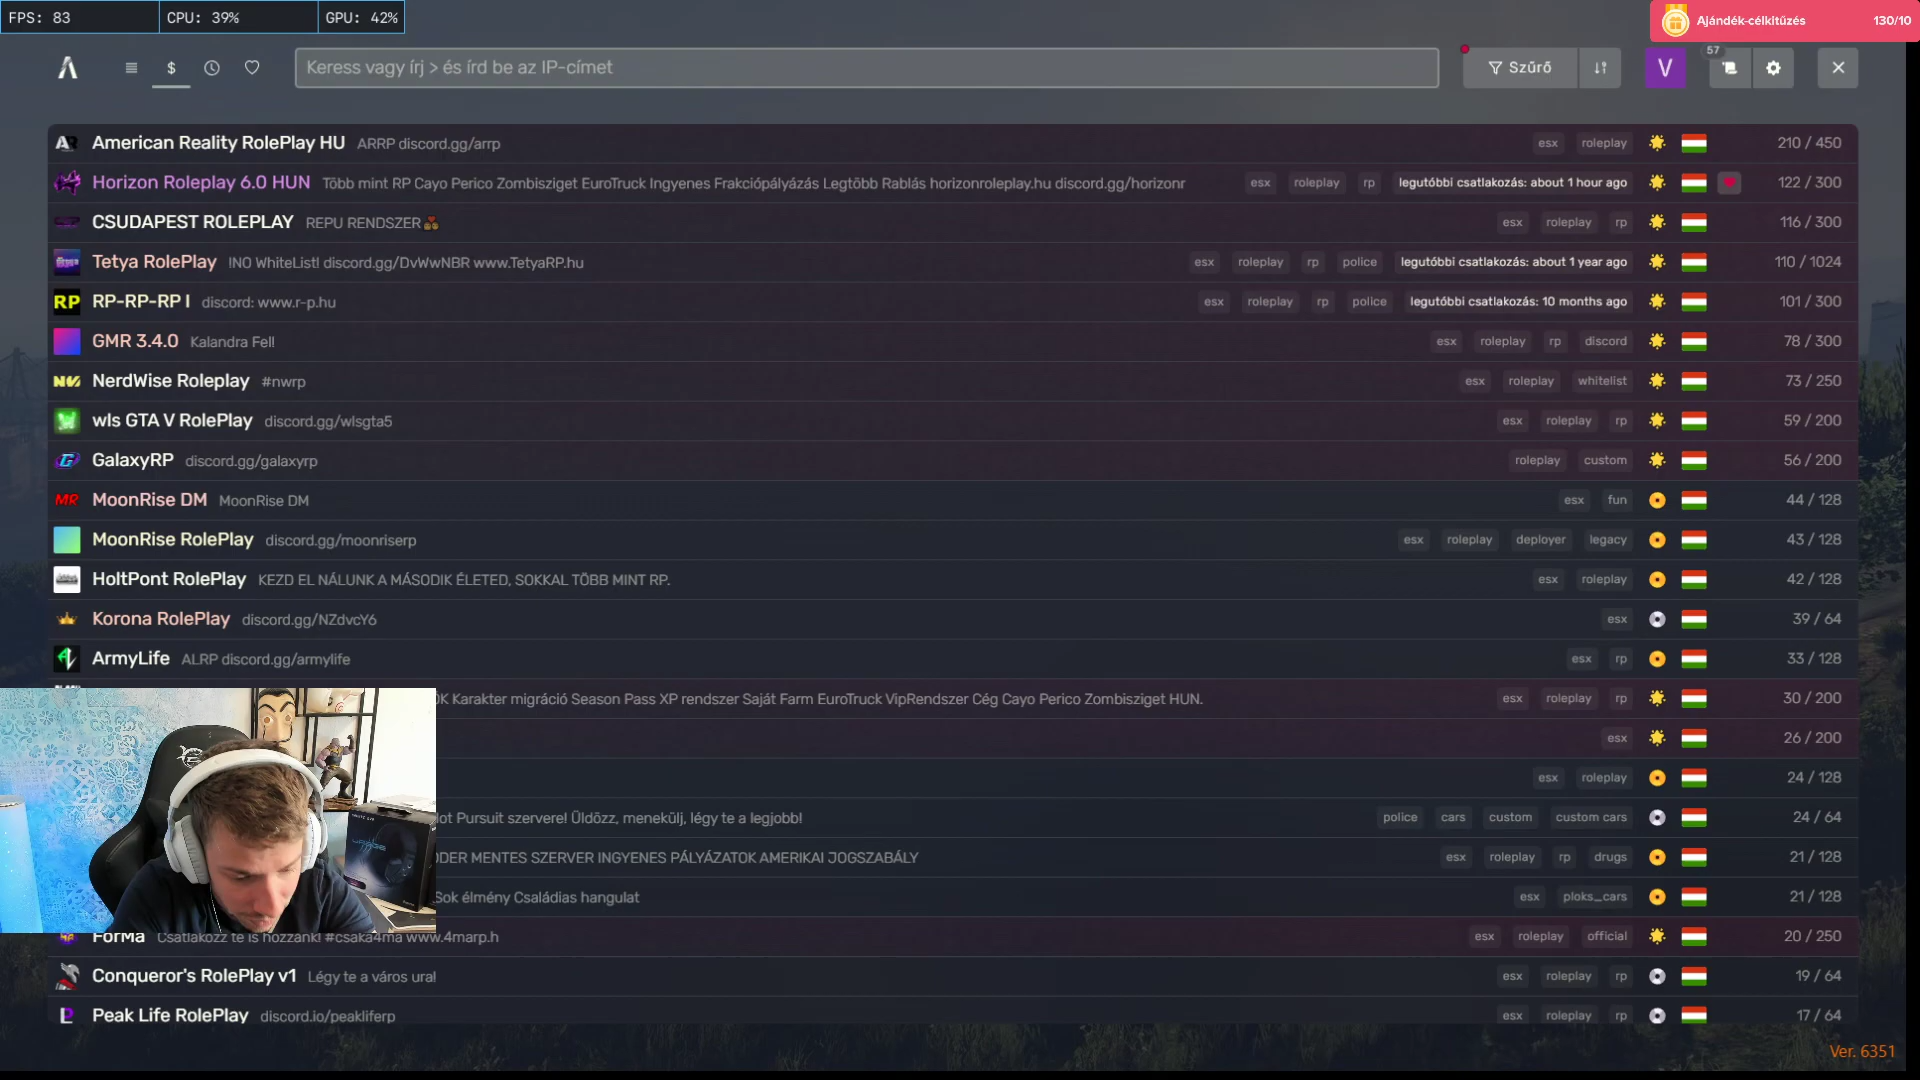 FPS: 83 CPU: 39% GPU: 42%
Ajándék-célkitűzés 130/10
$ Keress vagy írj > és írd be az IP-címet Szűrő V 57
American Reality RolePlay HU ARRP discord.gg/arrp esx roleplay 210 / 450
Horizon Roleplay 6.0 HUN Több mint RP Cayo Perico Zombisziget EuroTruck Ingyenes Frakciópályázás Legtöbb Rablás horizonroleplay.hu discord.gg/horizonr esx roleplay rp legutóbbi csatlakozás: about 1 hour ago 122 / 300
CSUDAPEST ROLEPLAY REPU RENDSZER esx roleplay rp 116 / 300
Tetya RolePlay !NO WhiteList! discord.gg/DvWwNBR www.TetyaRP.hu esx roleplay rp police legutóbbi csatlakozás: about 1 year ago 110 / 1024
RP RP-RP-RP I discord: www.r-p.hu esx roleplay rp police legutóbbi csatlakozás: 10 months ago 101 / 300
GMR 3.4.0 Kalandra Fel! esx roleplay rp discord 78 / 300
NerdWise Roleplay #nwrp esx roleplay whitelist 73 / 250
wls GTA V RolePlay discord.gg/wlsgta5 esx roleplay rp 59 / 200
GalaxyRP discord.gg/galaxyrp roleplay custom 56 / 200
MR MoonRise DM MoonRise DM esx fun 44 / 128
MoonRise RolePlay discord.gg/moonriserp esx roleplay deployer legacy 43 / 128
HoltPont RolePlay KEZD EL NÁLUNK A MÁSODIK ÉLETED, SOKKAL TÖBB MINT RP. esx roleplay 42 / 128
Korona RolePlay discord.gg/NZdvcY6 esx 39 / 64
ArmyLife ALRP discord.gg/armylife esx rp 33 / 128
OK Karakter migráció Season Pass XP rendszer Saját Farm EuroTruck VipRendszer Cég Cayo Perico Zombisziget HUN. esx roleplay rp 30 / 200
esx 26 / 200
esx roleplay 24 / 128
Hot Pursuit szervere! Üldözz, menekülj, légy te a legjobb! police cars custom custom cars 24 / 64
ODER MENTES SZERVER INGYENES PÁLYÁZATOK AMERIKAI JOGSZABÁLY esx roleplay rp drugs 21 / 128
Sok élmény Családias hangulat esx ploks_cars 21 / 128
ForMa Csatlakozz te is hozzánk! #csaka4ma www.4marp.h esx roleplay official 20 / 250
Conqueror's RolePlay v1 Légy te a város ura! esx roleplay rp 19 / 64
Peak Life RolePlay discord.io/peakliferp esx roleplay rp 17 / 64
Ver. 6351